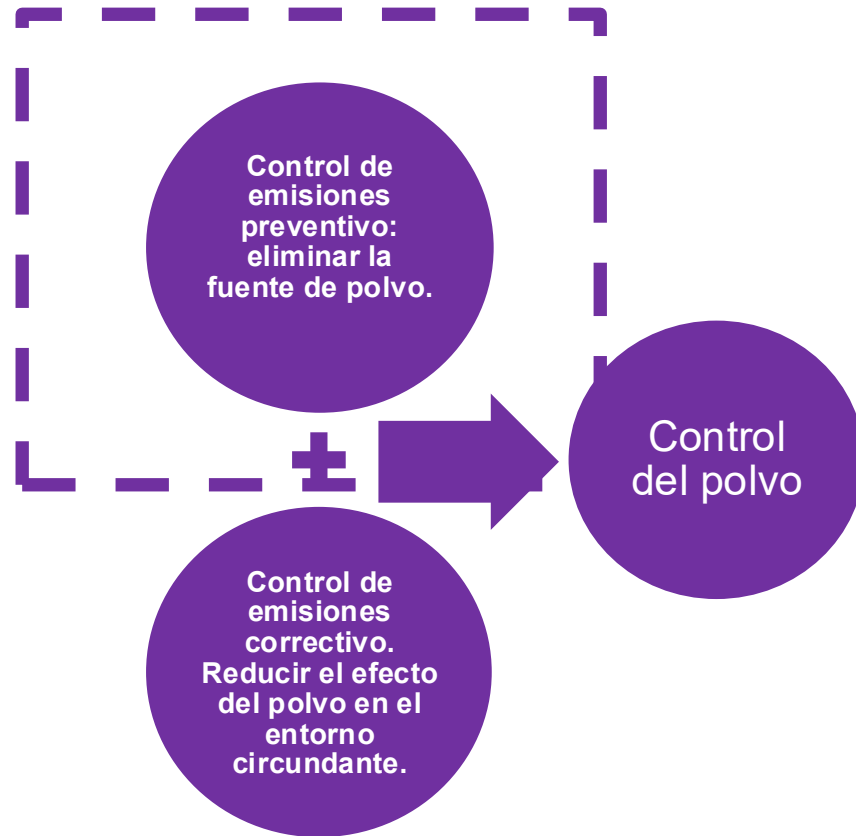 Control de
emisiones
preventivo:
eliminar la
fuente de polvo.
+
Control de
emisiones
correctivo.
Reducir el efecto
del polvo en el
entorno
circundante.
Control
del polvo